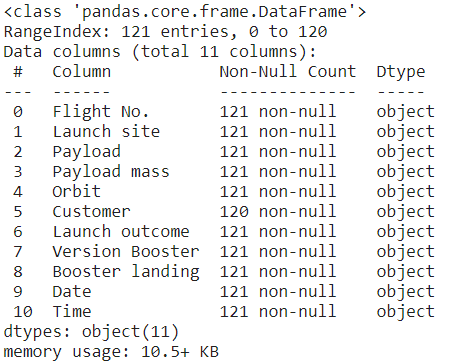 <class 'pandas.core.frame.DataFrame'>
RangeIndex: 121 entries, 0 to 120
Data columns (total 11 columns):
 #   Column           Non-Null Count  Dtype
---  ------           --------------  -----
 0   Flight No.       121 non-null    object
 1   Launch site      121 non-null    object
 2   Payload          121 non-null    object
 3   Payload mass     121 non-null    object
 4   Orbit            121 non-null    object
 5   Customer         120 non-null    object
 6   Launch outcome   121 non-null    object
 7   Version Booster  121 non-null    object
 8   Booster landing  121 non-null    object
 9   Date             121 non-null    object
 10  Time             121 non-null    object
dtypes: object(11)
memory usage: 10.5+ KB